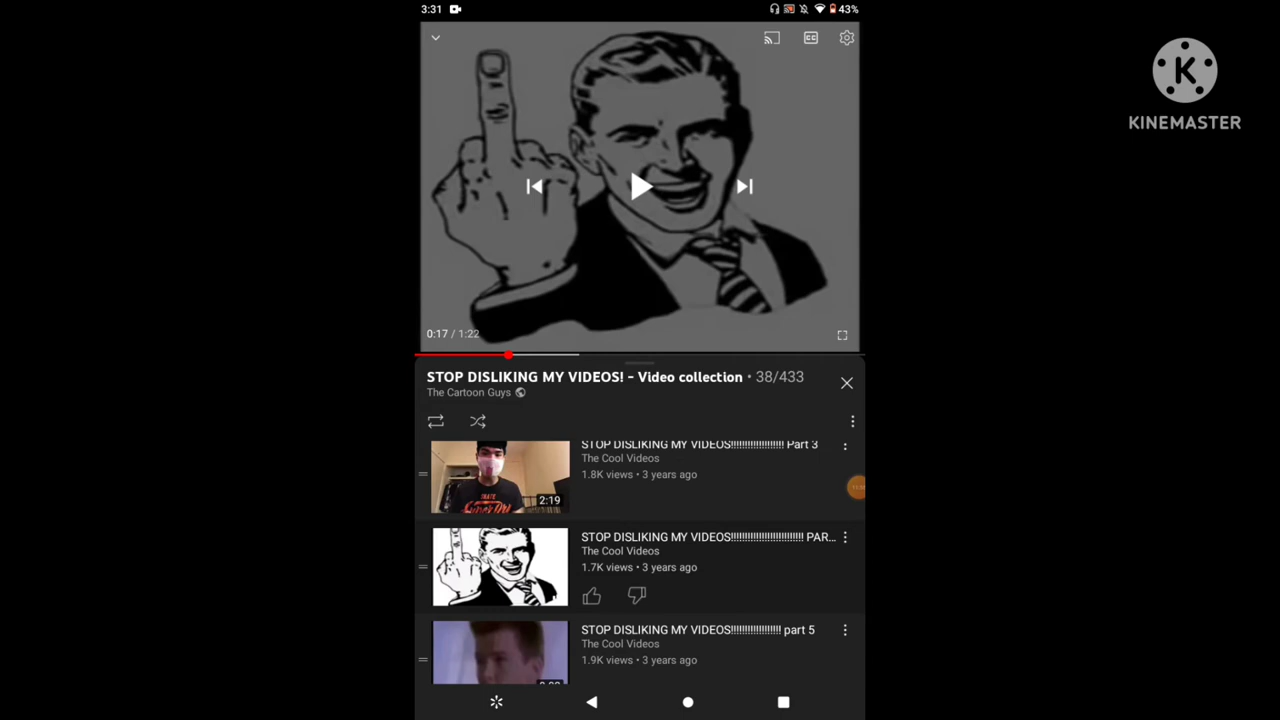 3:31
43%
KINEMASTER
0:17 / 1:22
STOP DISLIKING MY VIDEOS! - Video collection • 38/433
The Cartoon Guys
STOP DISLIKING MY VIDEOS!!!!!!!!!!!!!!!!!!! Part 3
The Cool Videos
1.8K views • 3 years ago
2:19
STOP DISLIKING MY VIDEOS!!!!!!!!!!!!!!!!!!!!!!!!!! PAR...
The Cool Videos
1.7K views • 3 years ago
STOP DISLIKING MY VIDEOS!!!!!!!!!!!!!!!!!! part 5
The Cool Videos
1.9K views • 3 years ago